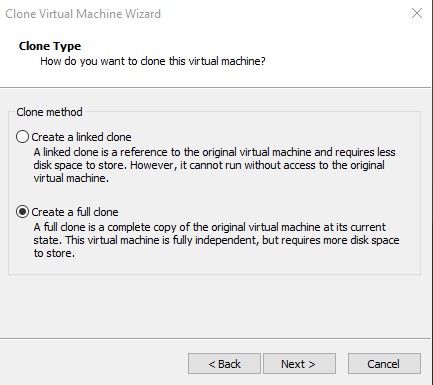 Clone Virtual Machine Wizard
Clone Type
How do you want to clone this virtual machine?
Clone method
Create a linked clone
A linked clone is a reference to the original virtual machine and requires less
disk space to store. However, it cannot run without access to the original
virtual machine.
Create a full clone
A full clone is a complete copy of the original virtual machine at its current
state. This virtual machine is fully independent, but requires more disk space
to store.
< Back Next > Cancel